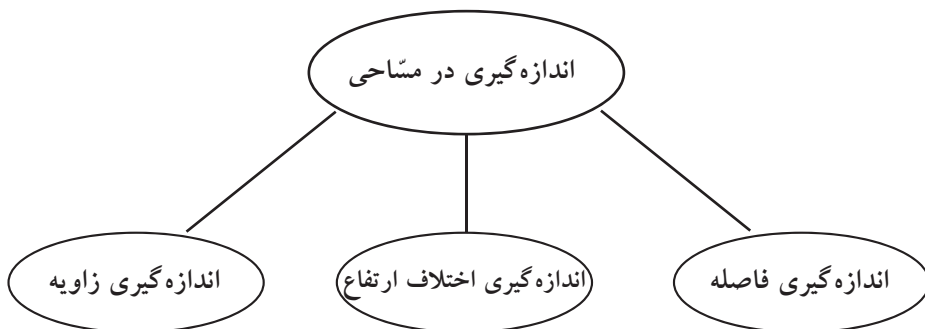 اندازه‌گیری در مسّاحی
اندازه‌گیری فاصله
اندازه‌گیری اختلاف ارتفاع
اندازه‌گیری زاویه